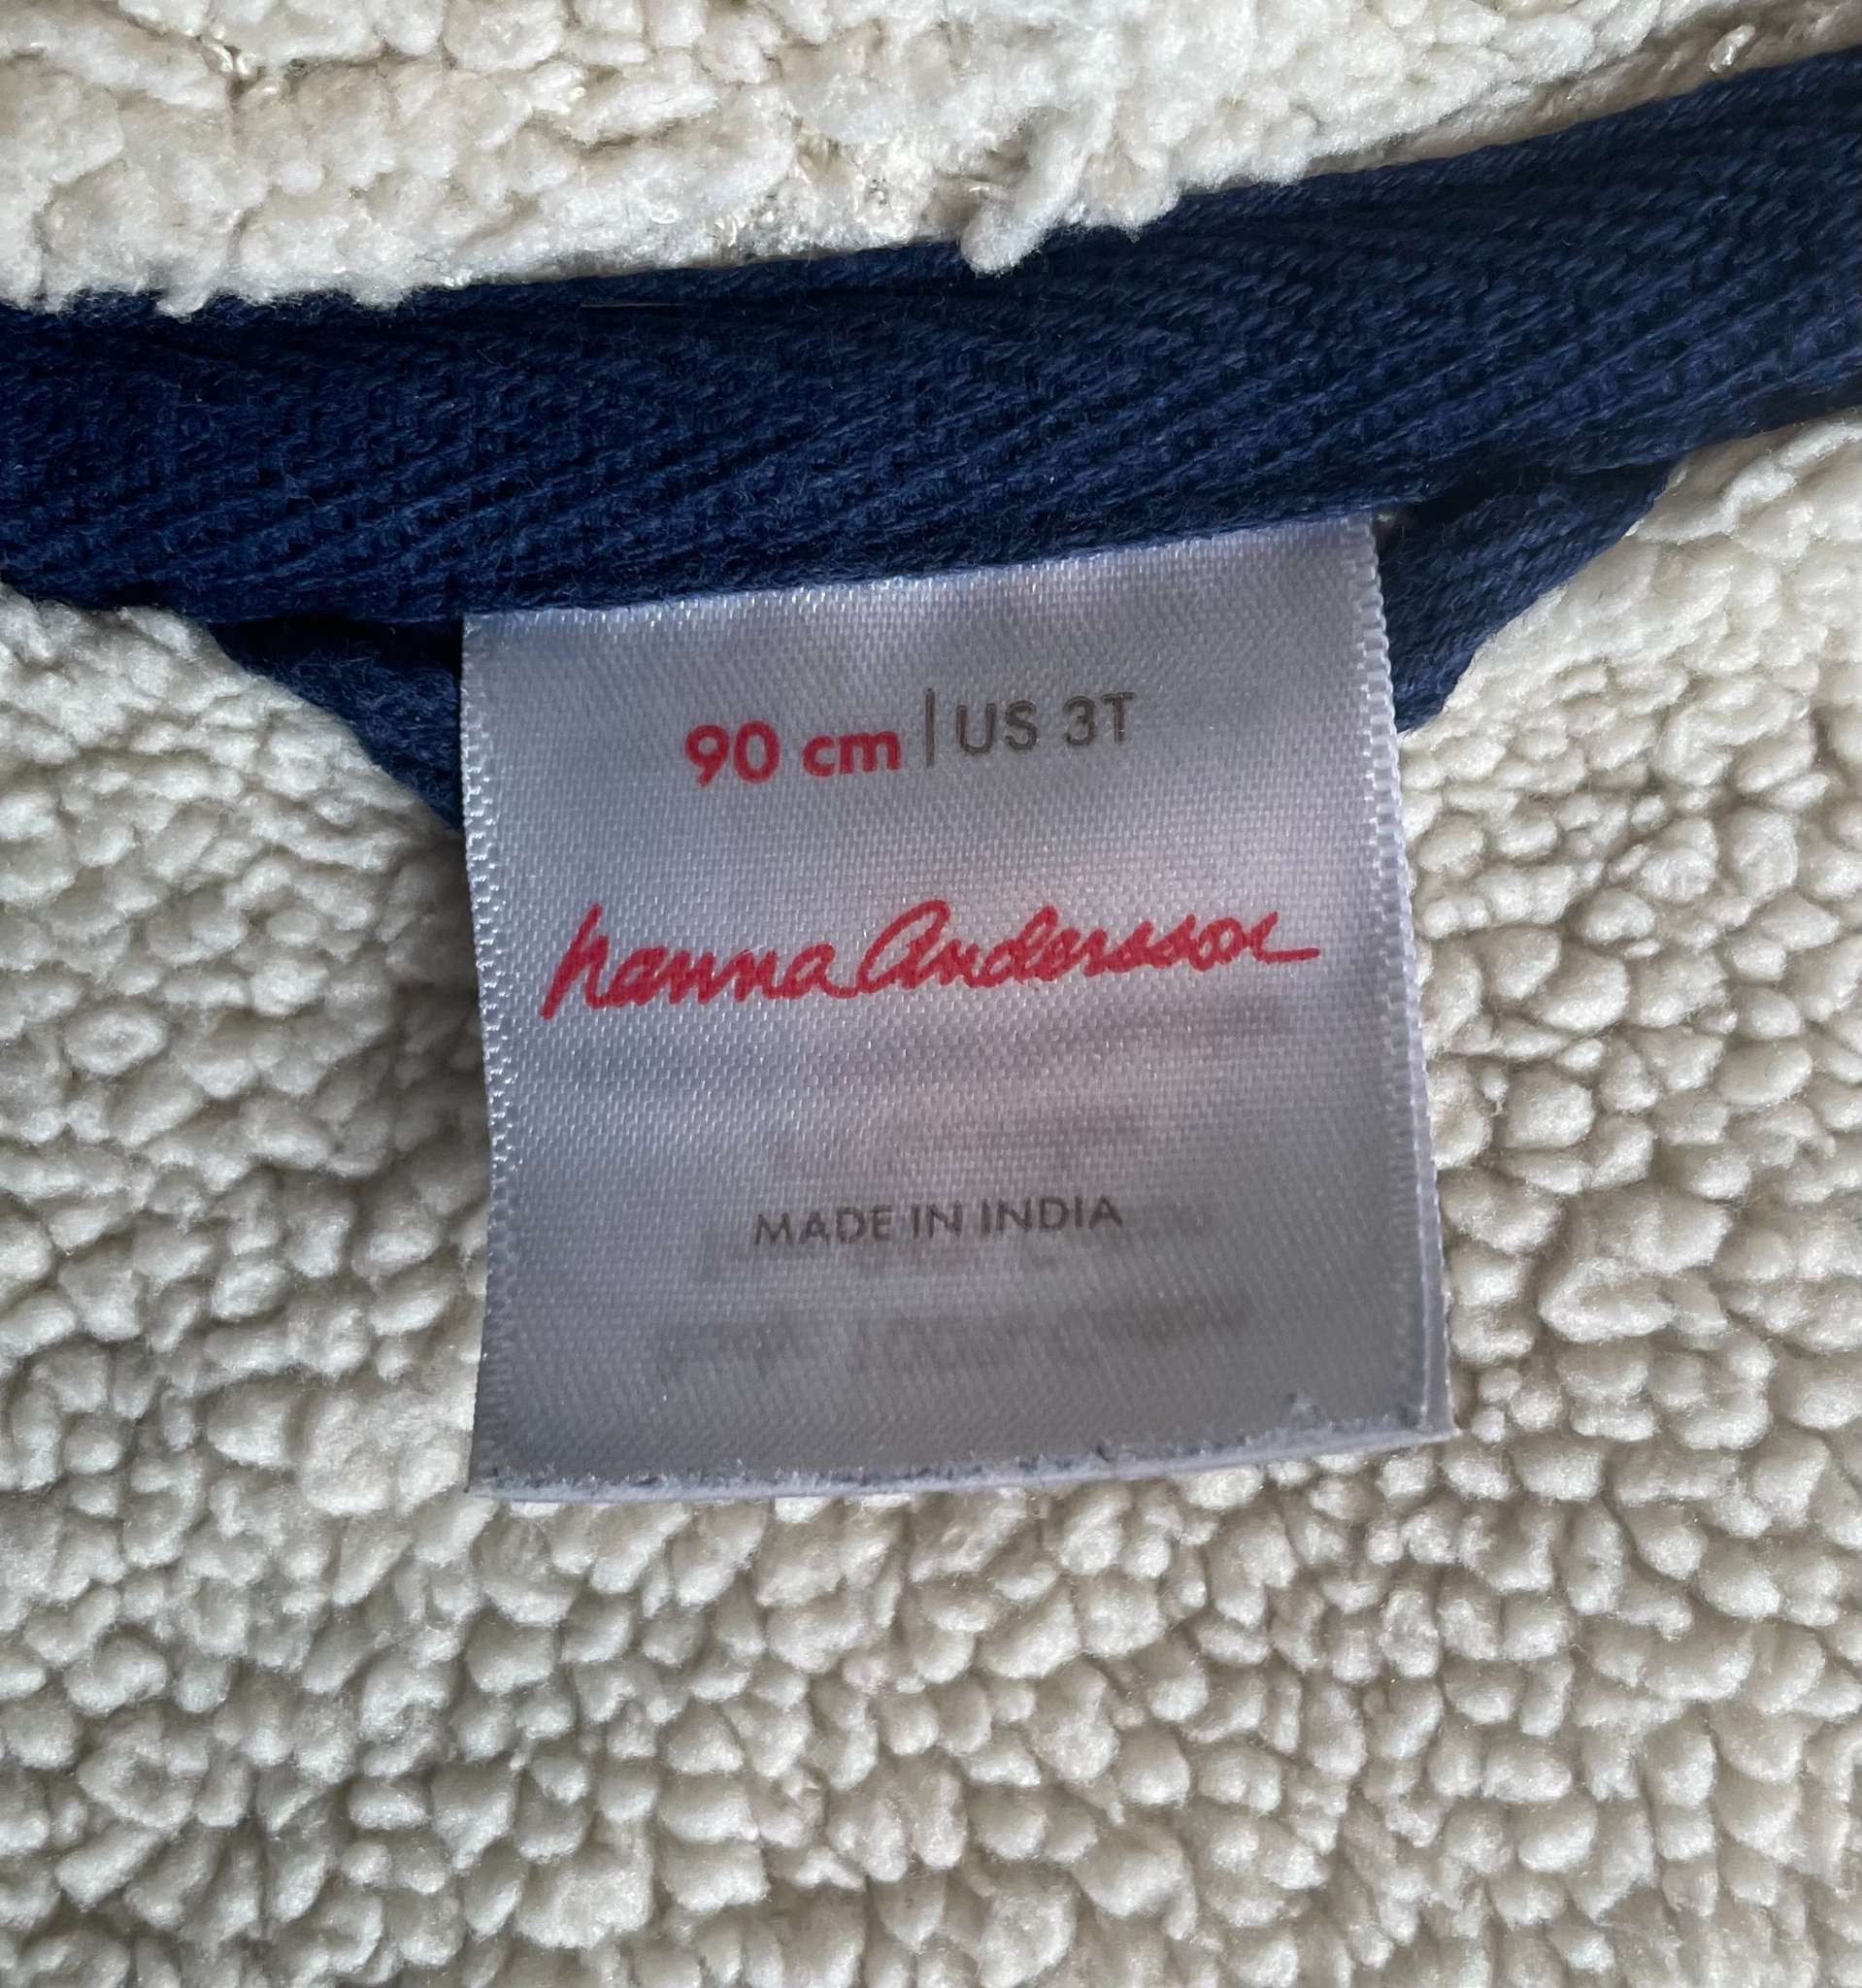 90 cm | US 3T
hanna Andersson
MADE IN INDIA